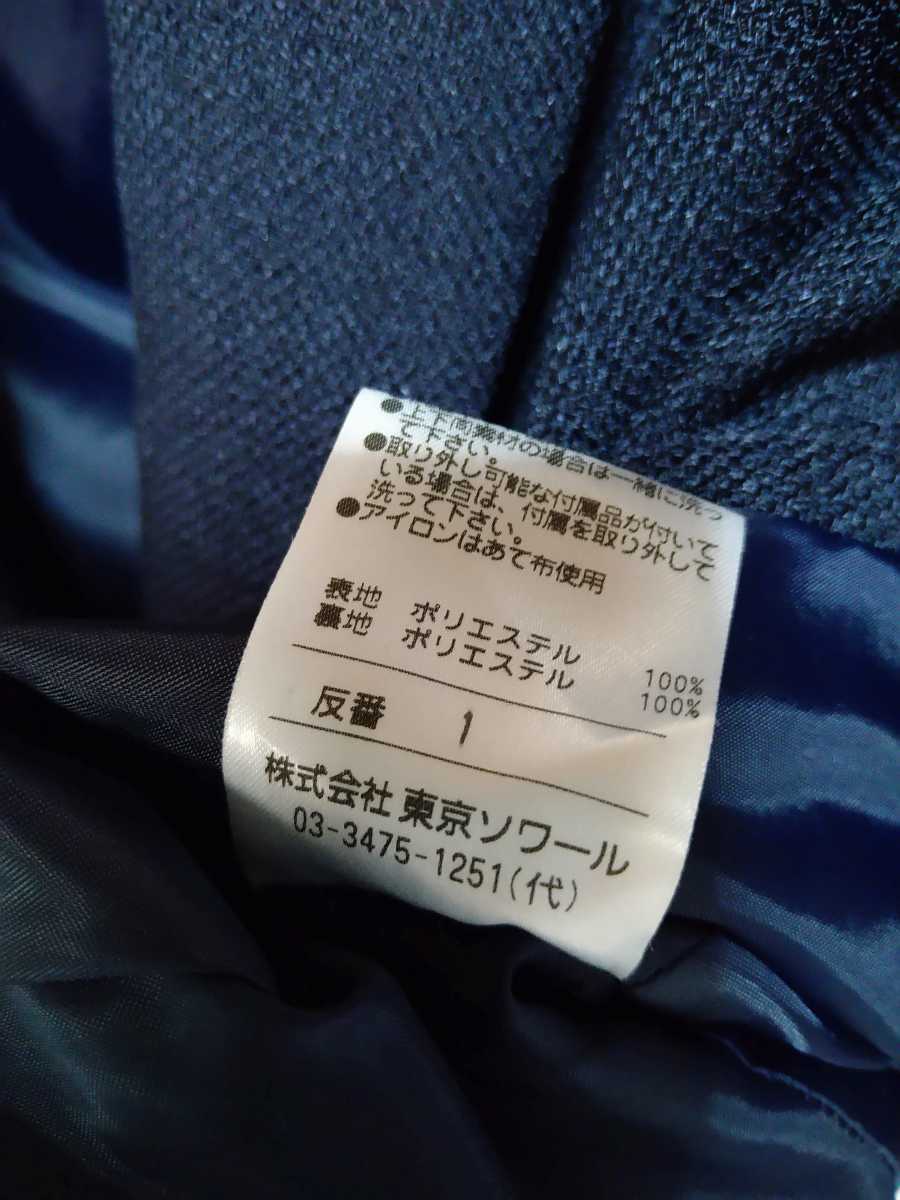 ●上下同素材の場合は一緒に洗っ
て下さい。
●取り外し可能な付属品が付いて
いる場合は、付属を取り外して
洗って下さい。
●アイロンはあて布使用
表地 ポリエステル 100%
裏地 ポリエステル 100%
反番 1
株式会社 東京ソワール
03-3475-1251(代)